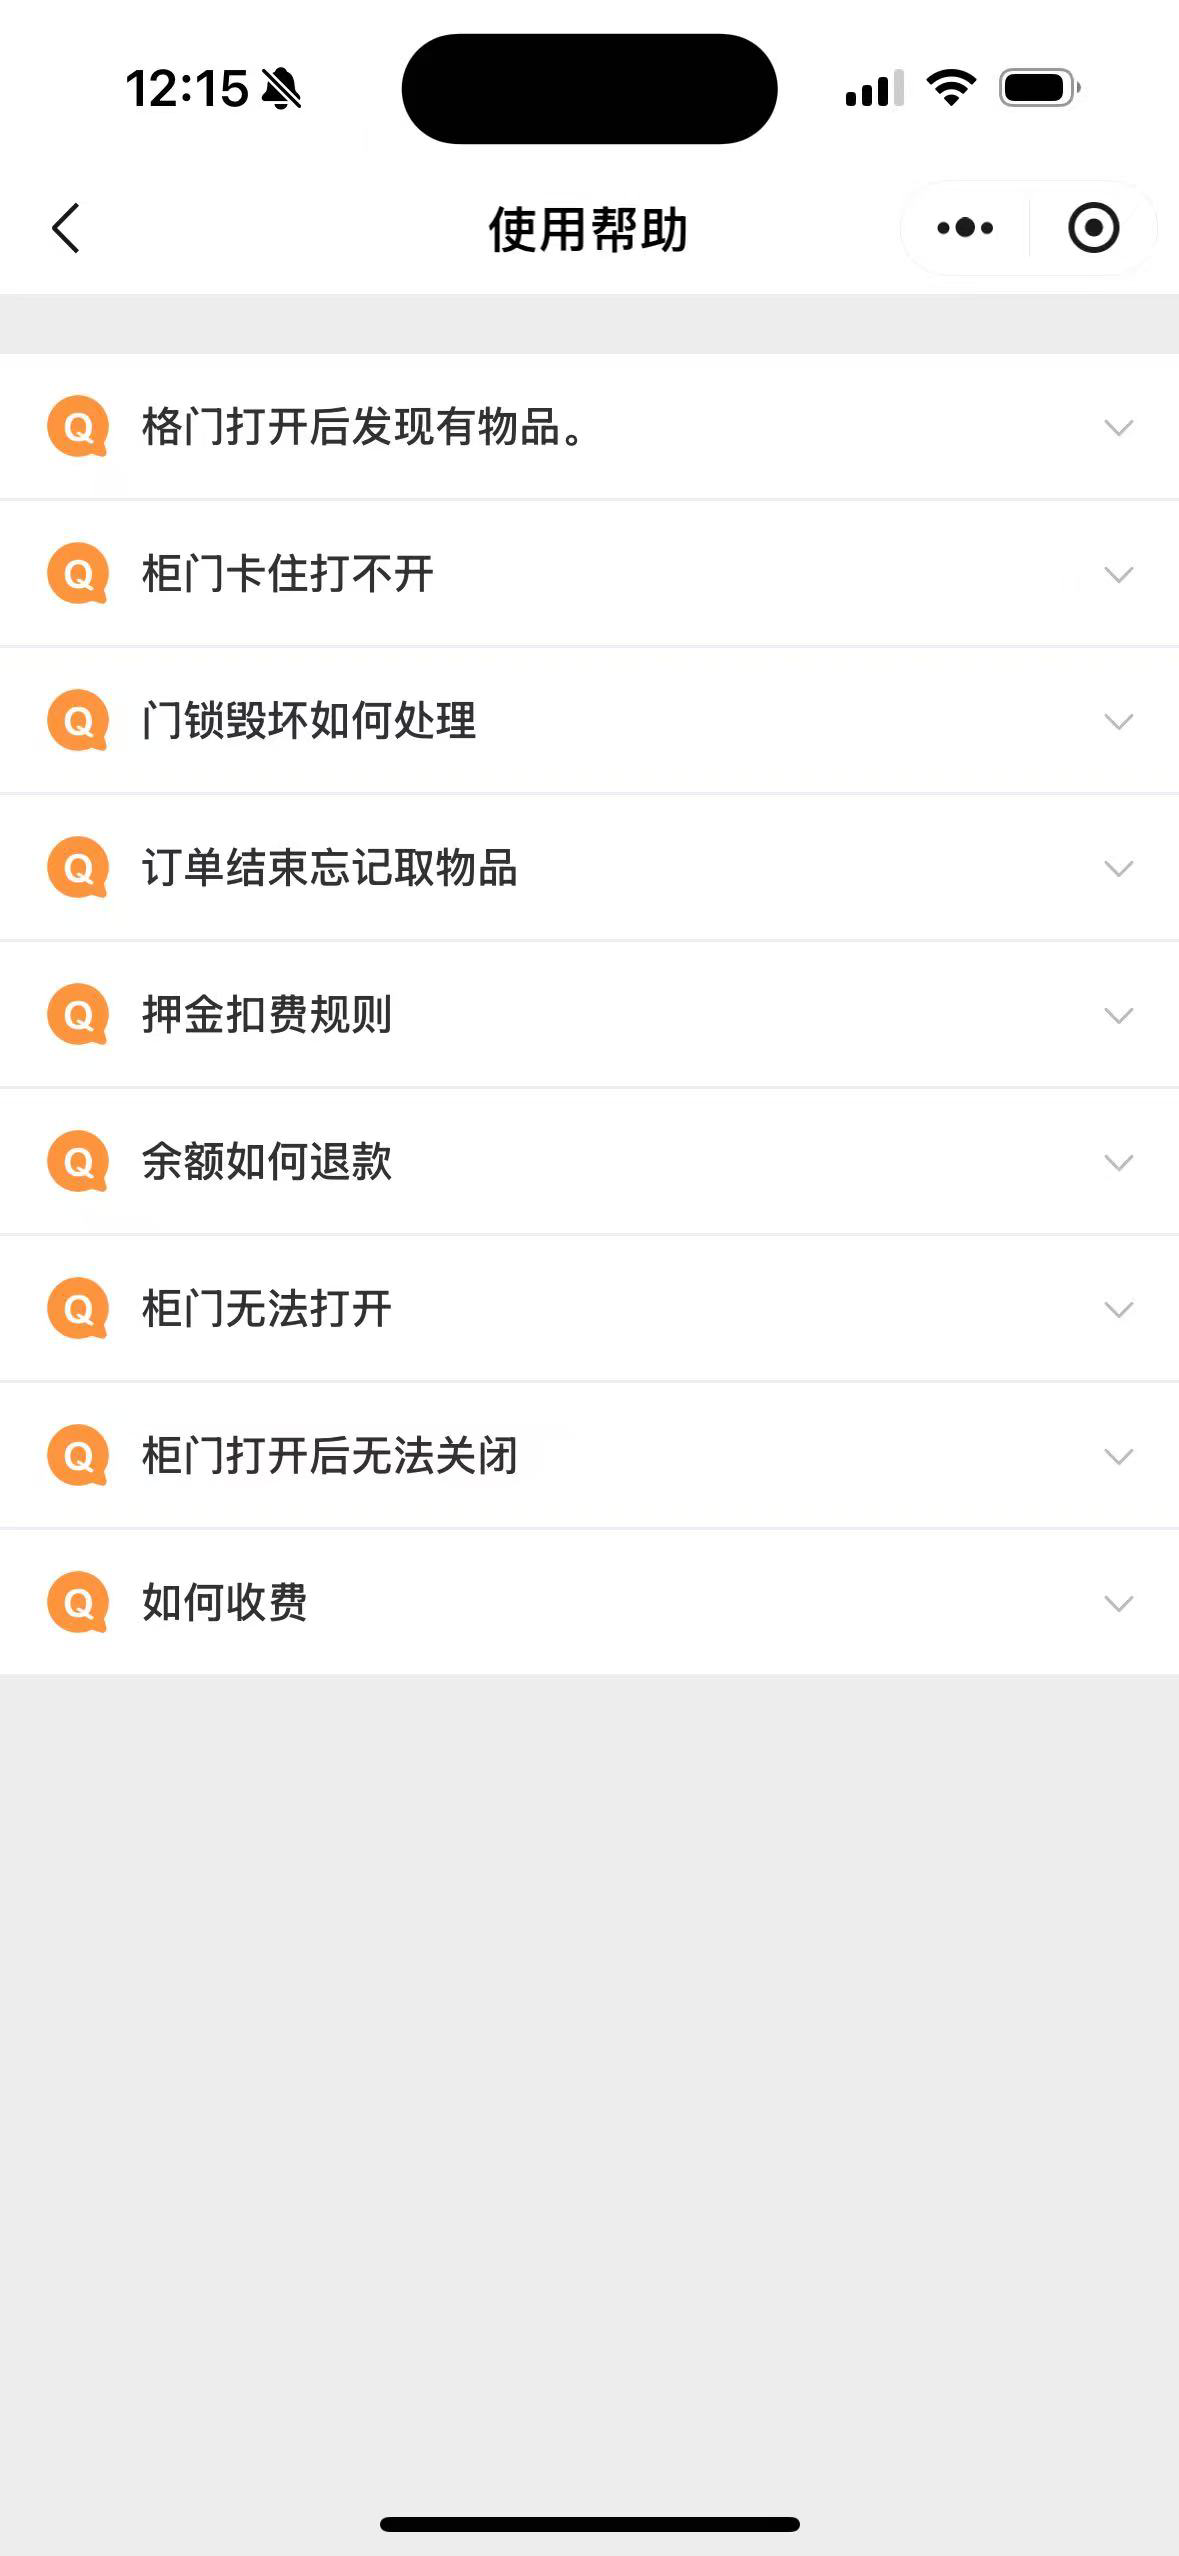 12:15
使用帮助
Q 格门打开后发现有物品。
Q 柜门卡住打不开
Q 门锁毁坏如何处理
Q 订单结束忘记取物品
Q 押金扣费规则
Q 余额如何退款
Q 柜门无法打开
Q 柜门打开后无法关闭
Q 如何收费